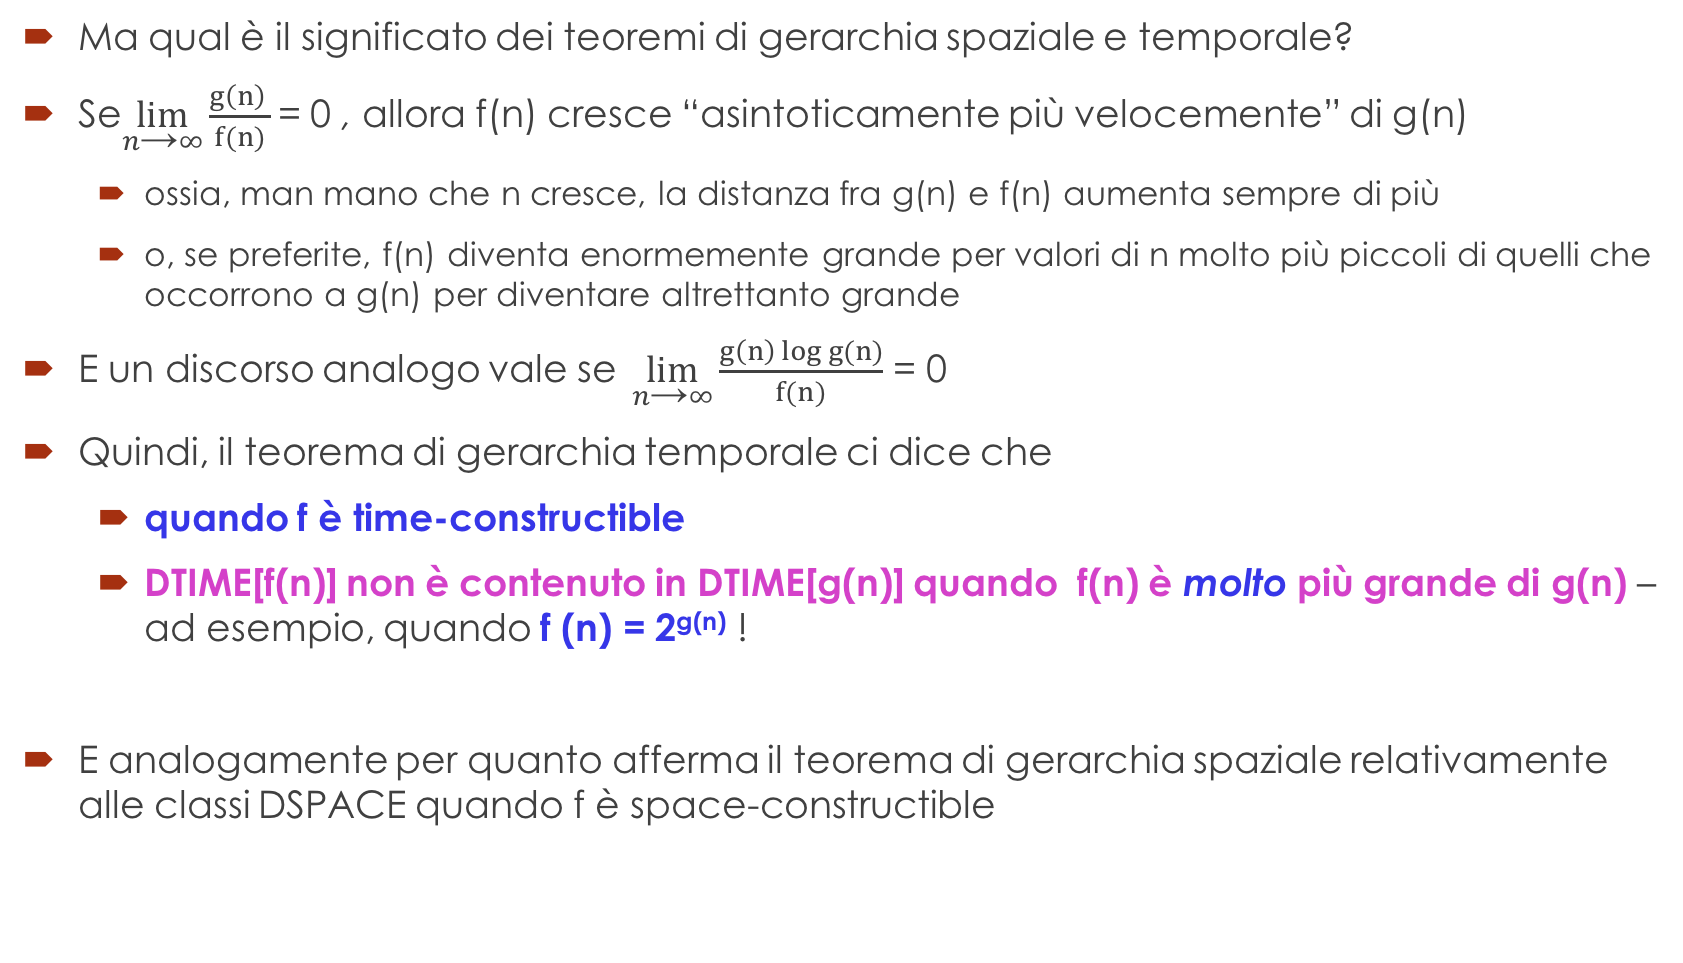 Ma qual è il significato dei teoremi di gerarchia spaziale e temporale?
Se lim n⟶∞ g(n)/f(n) = 0 , allora f(n) cresce “asintoticamente più velocemente” di g(n)
ossia, man mano che n cresce, la distanza fra g(n) e f(n) aumenta sempre di più
o, se preferite, f(n) diventa enormemente grande per valori di n molto più piccoli di quelli che
occorrono a g(n) per diventare altrettanto grande
E un discorso analogo vale se lim n⟶∞ g(n) log g(n)/f(n) = 0
Quindi, il teorema di gerarchia temporale ci dice che
quando f è time-constructible
DTIME[f(n)] non è contenuto in DTIME[g(n)] quando f(n) è molto più grande di g(n) –
ad esempio, quando f (n) = 2^g(n) !
E analogamente per quanto afferma il teorema di gerarchia spaziale relativamente
alle classi DSPACE quando f è space-constructible